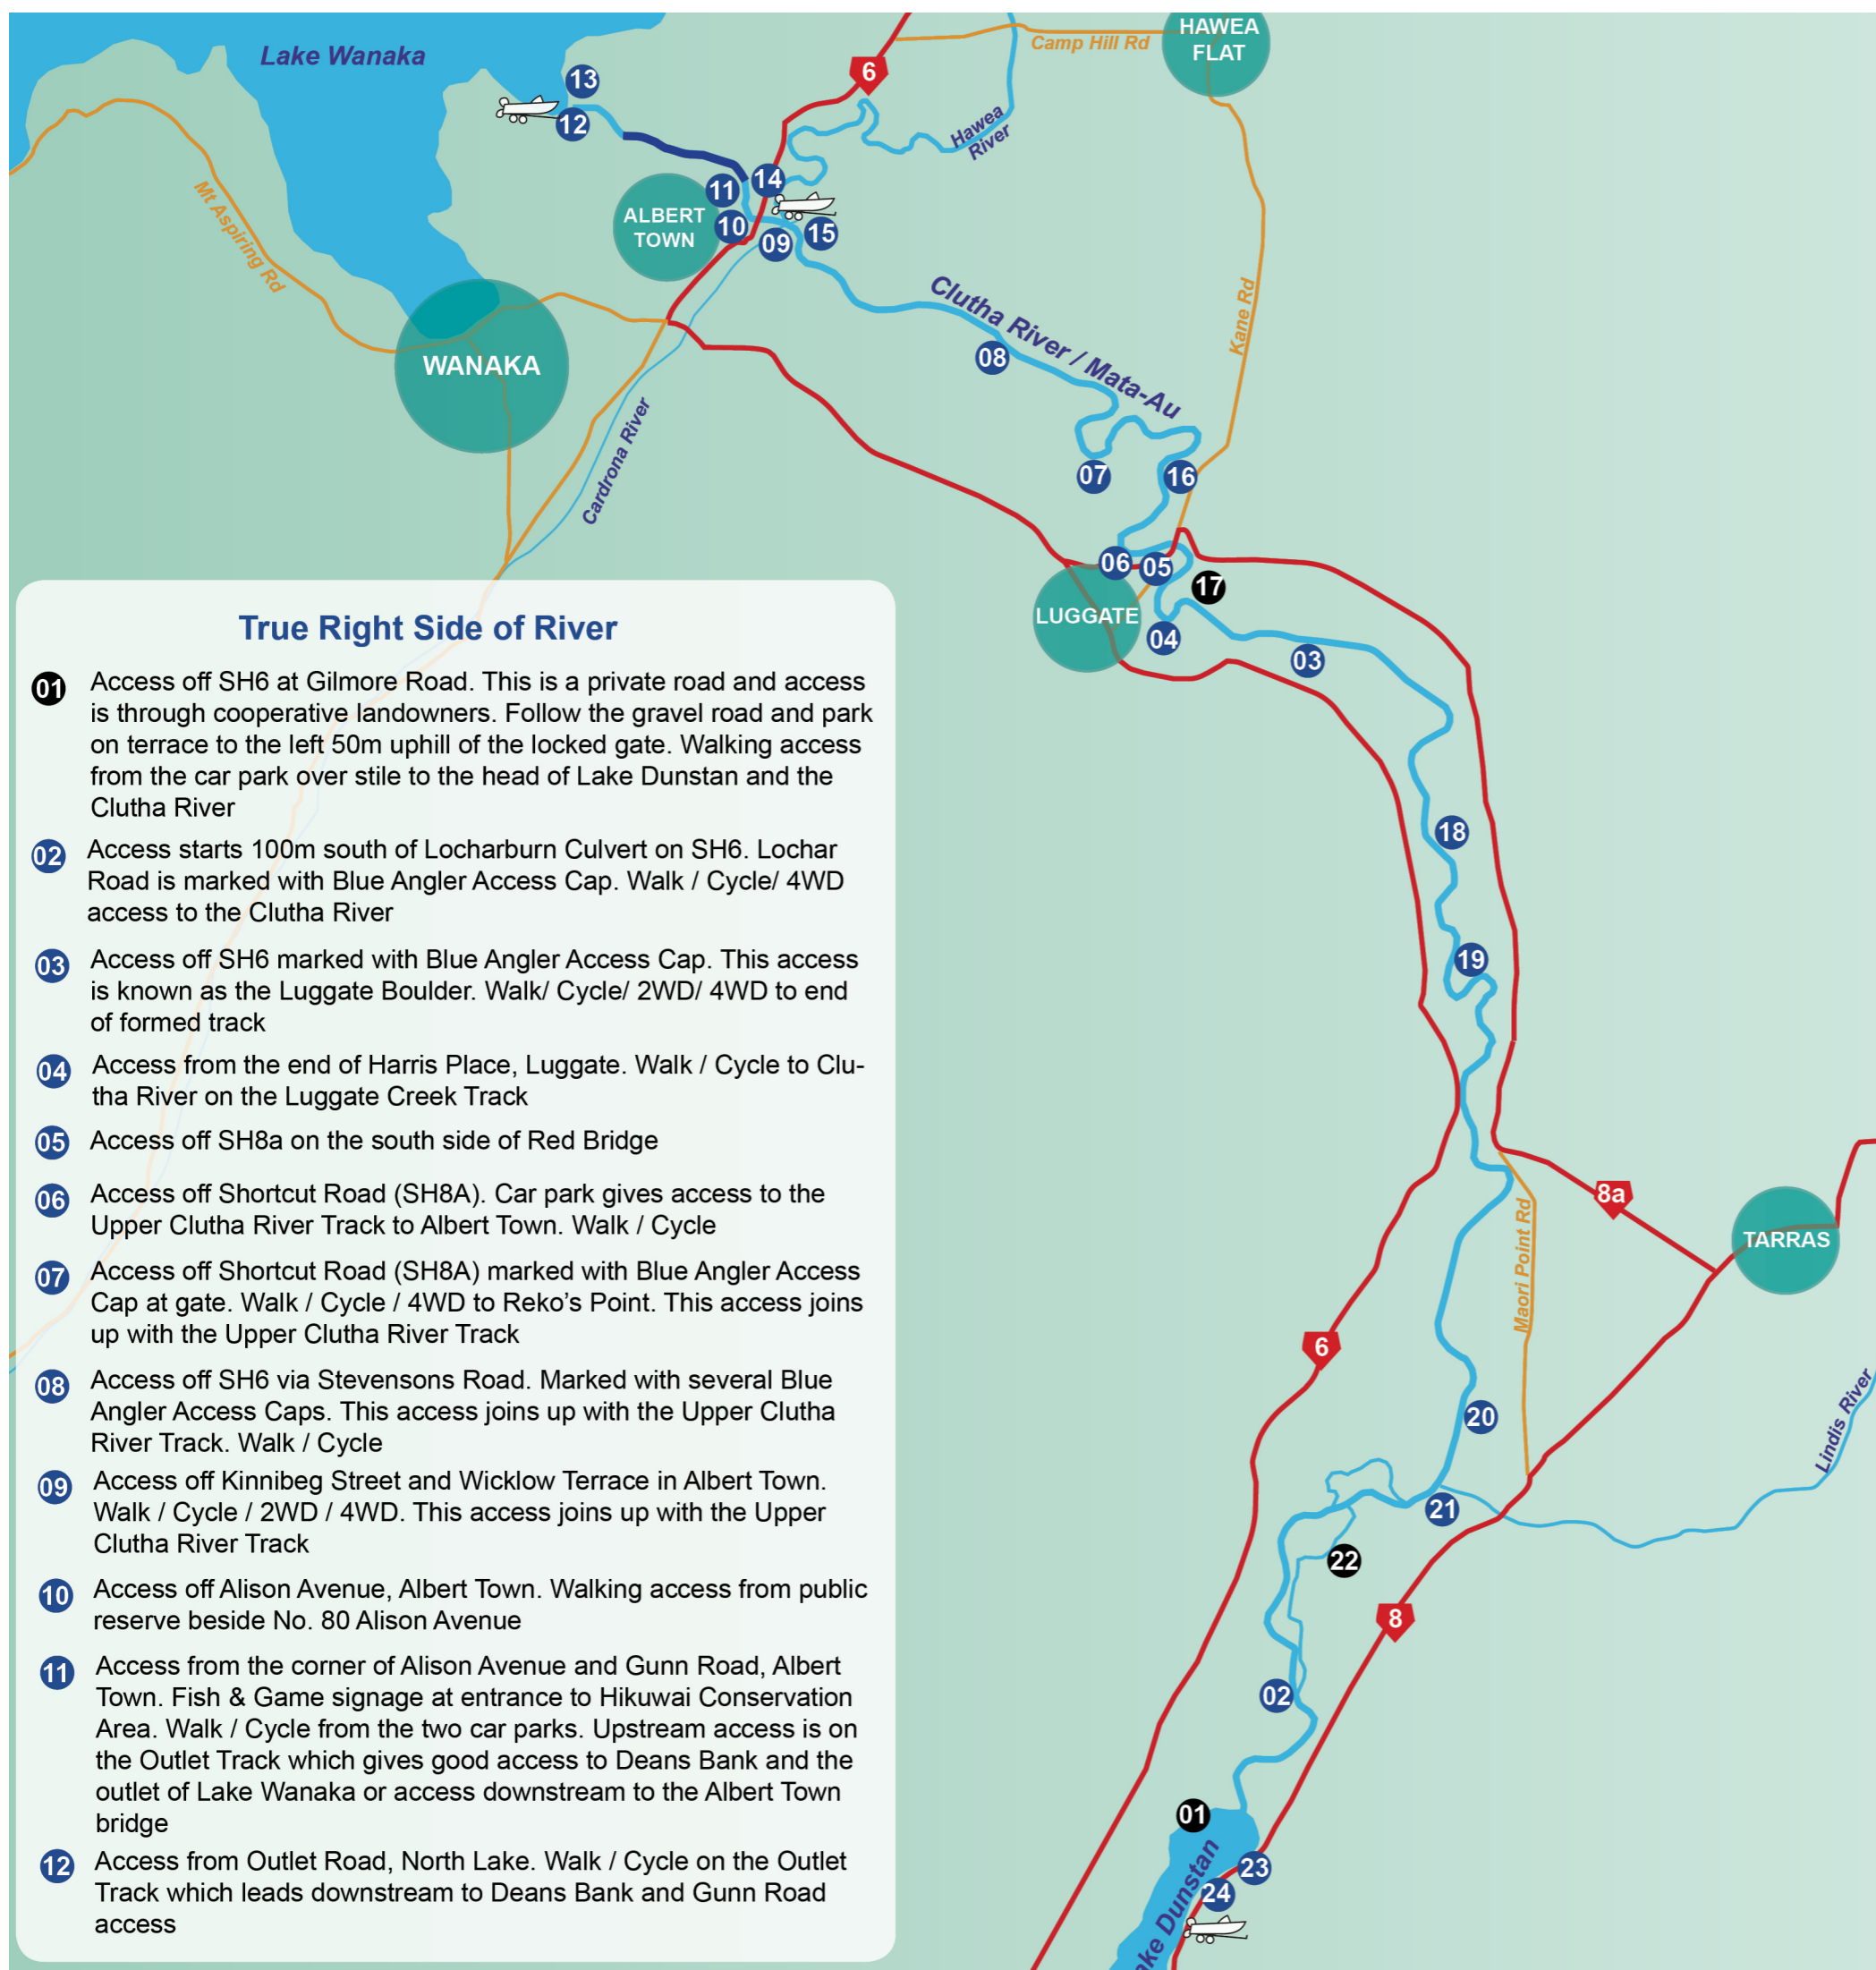 Lake Wanaka
13
12
6
Camp Hill Rd
HAWEA
FLAT
Hawea
River
Mt Aspiring Rd
11
14
ALBERT
TOWN
10
09
15
Clutha River / Mata-Au
Kane Rd
WANAKA
08
Cardrona River
07
16
06
05
17
LUGGATE
04
03
18
19
8a
TARRAS
Maori Point Rd
6
20
Lindis River
21
22
8
02
01
23
24
ake Dunstan
True Right Side of River
01 Access off SH6 at Gilmore Road. This is a private road and access
is through cooperative landowners. Follow the gravel road and park
on terrace to the left 50m uphill of the locked gate. Walking access
from the car park over stile to the head of Lake Dunstan and the
Clutha River
02 Access starts 100m south of Locharburn Culvert on SH6. Lochar
Road is marked with Blue Angler Access Cap. Walk / Cycle/ 4WD
access to the Clutha River
03 Access off SH6 marked with Blue Angler Access Cap. This access
is known as the Luggate Boulder. Walk/ Cycle/ 2WD/ 4WD to end
of formed track
04 Access from the end of Harris Place, Luggate. Walk / Cycle to Clu-
tha River on the Luggate Creek Track
05 Access off SH8a on the south side of Red Bridge
06 Access off Shortcut Road (SH8A). Car park gives access to the
Upper Clutha River Track to Albert Town. Walk / Cycle
07 Access off Shortcut Road (SH8A) marked with Blue Angler Access
Cap at gate. Walk / Cycle / 4WD to Reko's Point. This access joins
up with the Upper Clutha River Track
08 Access off SH6 via Stevensons Road. Marked with several Blue
Angler Access Caps. This access joins up with the Upper Clutha
River Track. Walk / Cycle
09 Access off Kinnibeg Street and Wicklow Terrace in Albert Town.
Walk / Cycle / 2WD / 4WD. This access joins up with the Upper
Clutha River Track
10 Access off Alison Avenue, Albert Town. Walking access from public
reserve beside No. 80 Alison Avenue
11 Access from the corner of Alison Avenue and Gunn Road, Albert
Town. Fish & Game signage at entrance to Hikuwai Conservation
Area. Walk / Cycle from the two car parks. Upstream access is on
the Outlet Track which gives good access to Deans Bank and the
outlet of Lake Wanaka or access downstream to the Albert Town
bridge
12 Access from Outlet Road, North Lake. Walk / Cycle on the Outlet
Track which leads downstream to Deans Bank and Gunn Road
access